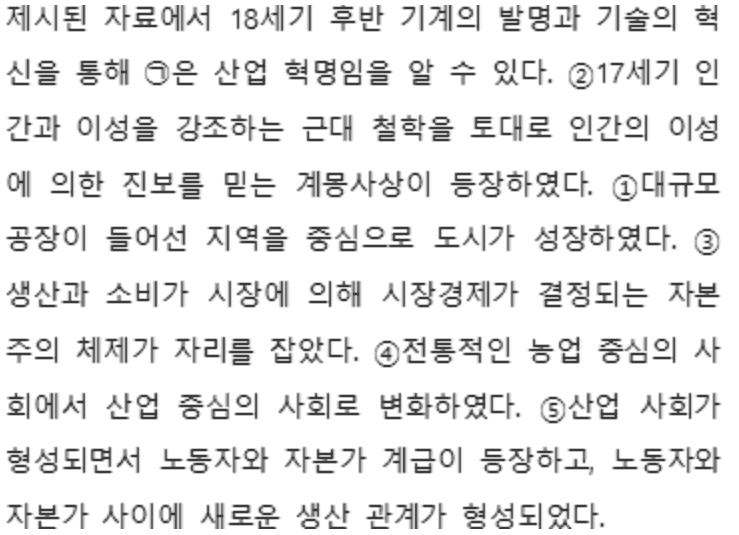 제시된 자료에서 18세기 후반 기계의 발명과 기술의 혁
신을 통해 ㉠은 산업 혁명임을 알 수 있다. ②17세기 인
간과 이성을 강조하는 근대 철학을 토대로 인간의 이성
에 의한 진보를 믿는 계몽사상이 등장하였다. ①대규모
공장이 들어선 지역을 중심으로 도시가 성장하였다. ③
생산과 소비가 시장에 의해 시장경제가 결정되는 자본
주의 체제가 자리를 잡았다. ④전통적인 농업 중심의 사
회에서 산업 중심의 사회로 변화하였다. ⑤산업 사회가
형성되면서 노동자와 자본가 계급이 등장하고, 노동자와
자본가 사이에 새로운 생산 관계가 형성되었다.